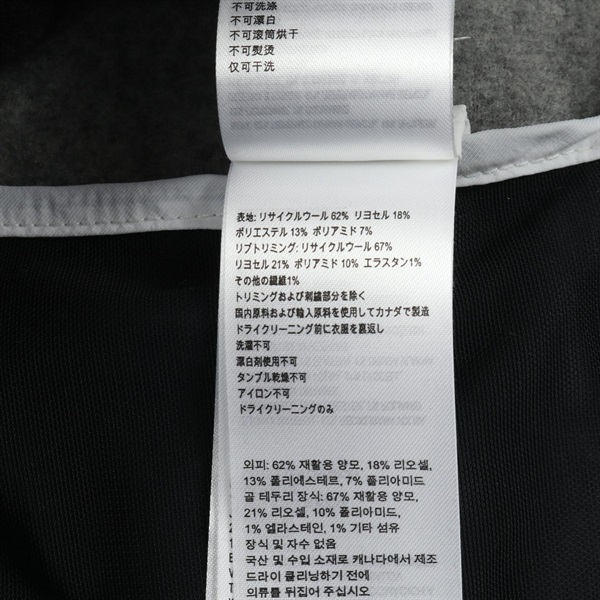 不可洗涤
不可漂白
不可滚筒烘干
不可熨烫
仅可干洗
表地: リサイクルウール 62% リヨセル 18%
ポリエステル 13% ポリアミド 7%
リブトリミング: リサイクルウール 67%
リヨセル 21% ポリアミド 10% エラスタン1%
その他の繊維1%
トリミングおよび刺繍部分を除く
国内原料および輸入原料を使用してカナダで製造
ドライクリーニング前に衣服を裏返し
洗濯不可
漂白剤使用不可
タンブル乾燥不可
アイロン不可
ドライクリーニングのみ
외피: 62% 재활용 양모, 18% 리오셀,
13% 폴리에스테르, 7% 폴리아미드
골 테두리 장식: 67% 재활용 양모,
21% 리오셀, 10% 폴리아미드,
1% 엘라스테인, 1% 기타 섬유
장식 및 자수 없음
국산 및 수입 소재로 캐나다에서 제조
드라이 클리닝하기 전에
의류를 뒤집어 주십시오